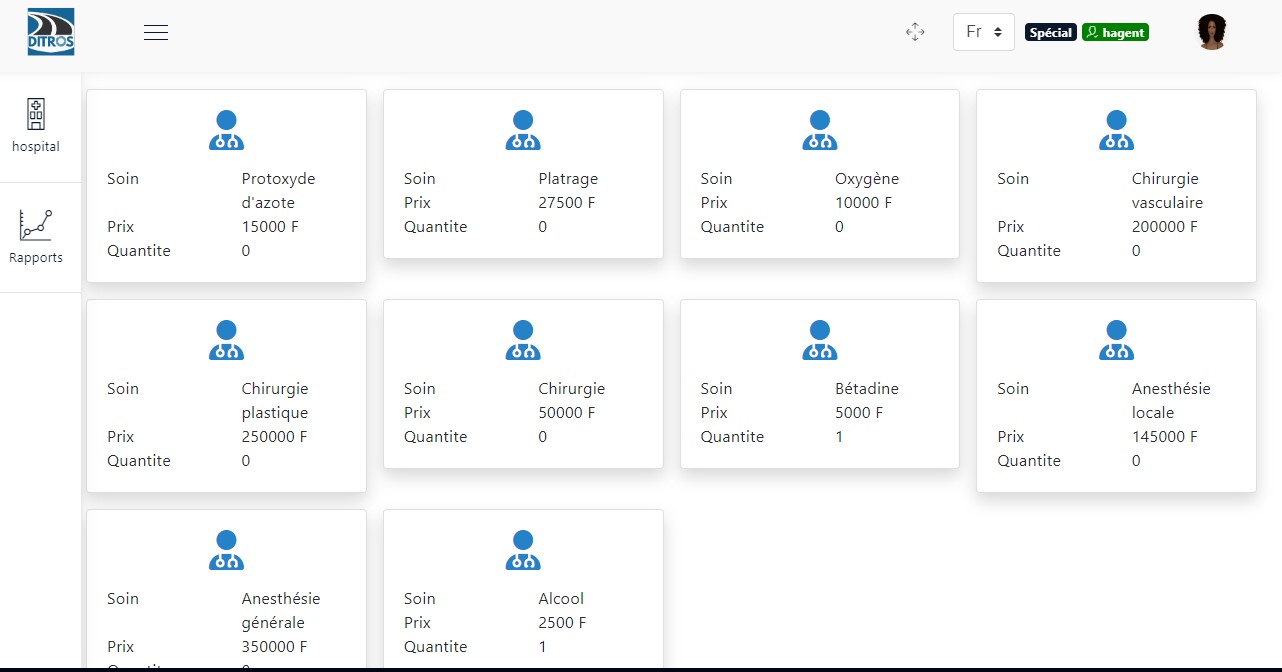 DITROS
Fr
Spécial
hagent
hospital
Rapports
Soin Protoxyde
d'azote
Prix 15000 F
Quantite 0
Soin Platrage
Prix 27500 F
Quantite 0
Soin Oxygène
Prix 10000 F
Quantite 0
Soin Chirurgie
vasculaire
Prix 200000 F
Quantite 0
Soin Chirurgie
plastique
Prix 250000 F
Quantite 0
Soin Chirurgie
Prix 50000 F
Quantite 0
Soin Bétadine
Prix 5000 F
Quantite 1
Soin Anesthésie
locale
Prix 145000 F
Quantite 0
Soin Anesthésie
générale
Prix 350000 F
Soin Alcool
Prix 2500 F
Quantite 1